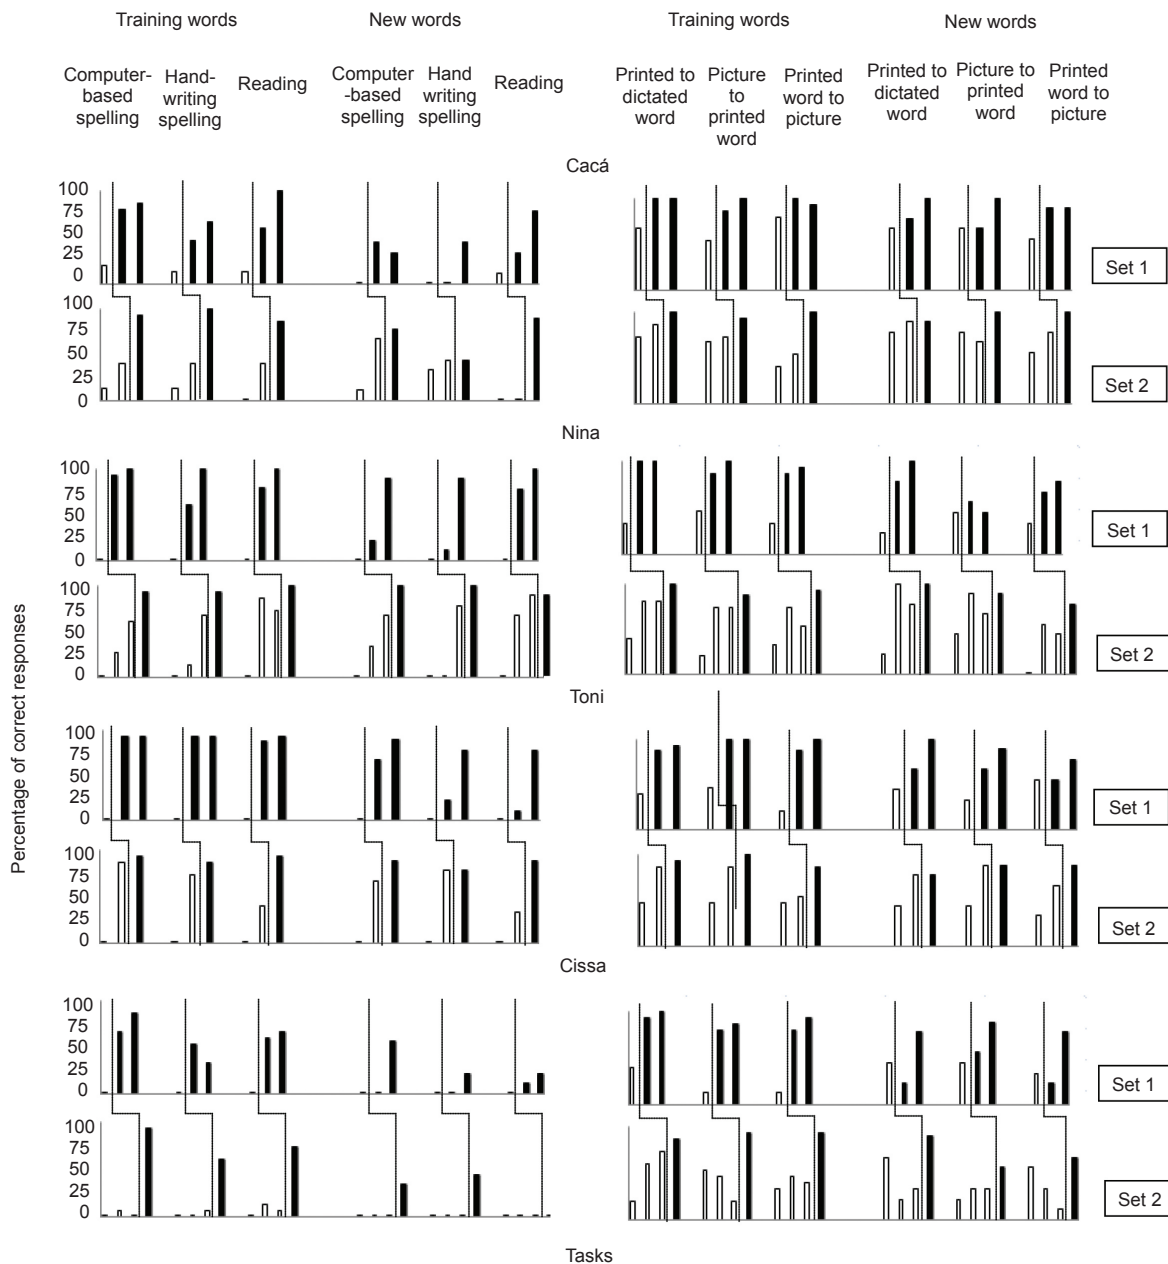 Training words
New words
Training words
New words
Computer-
based
spelling
Hand-
writing
spelling
Reading
Computer
-based
spelling
Hand
writing
spelling
Reading
Printed to
dictated
word
Picture
to
printed
word
Printed
word to
picture
Printed to
dictated
word
Picture to
printed
word
Printed
word to
picture
Cacá
100
75
50
25
0
Set 1
100
75
50
25
0
Set 2
Nina
100
75
50
25
0
Set 1
100
75
50
25
0
Set 2
Toni
100
75
50
25
0
Set 1
100
75
50
25
0
Set 2
Cissa
100
75
50
25
0
Set 1
100
75
50
25
0
Set 2
Percentage of correct responses
Tasks